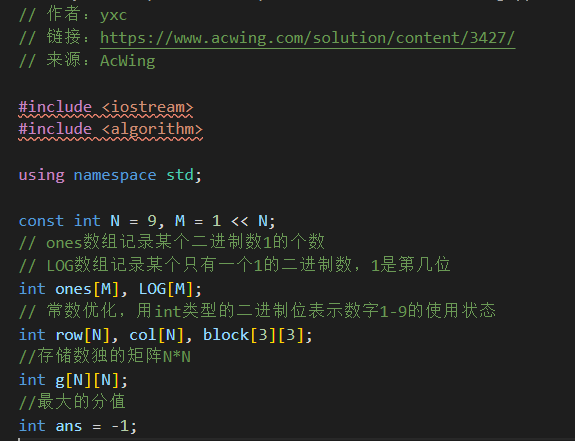 // 作者：yxc
// 链接：https://www.acwing.com/solution/content/3427/
// 来源：AcWing
#include <iostream>
#include <algorithm>
using namespace std;
const int N = 9, M = 1 << N;
// ones数组记录某个二进制数1的个数
// LOG数组记录某个只有一个1的二进制数，1是第几位
int ones[M], LOG[M];
// 常数优化，用int类型的二进制位表示数字1-9的使用状态
int row[N], col[N], block[3][3];
//存储数独的矩阵N*N
int g[N][N];
//最大的分值
int ans = -1;